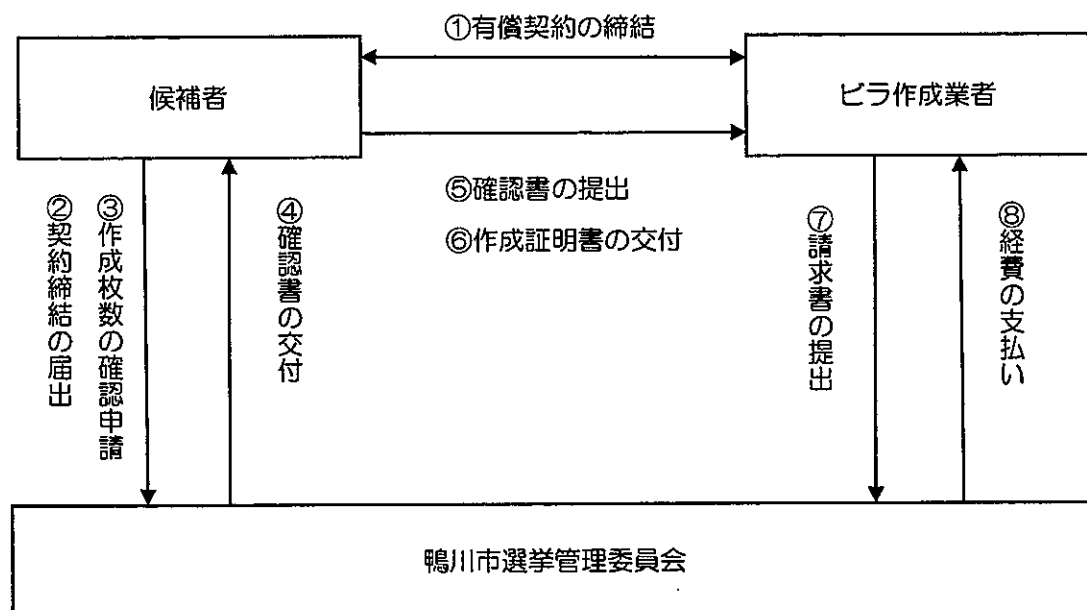 ①有償契約の締結
候補者
ビラ作成業者
⑤確認書の提出
⑥作成証明書の交付
②契約締結の届出
③作成枚数の確認申請
④確認書の交付
⑦請求書の提出
⑧経費の支払い
鴨川市選挙管理委員会